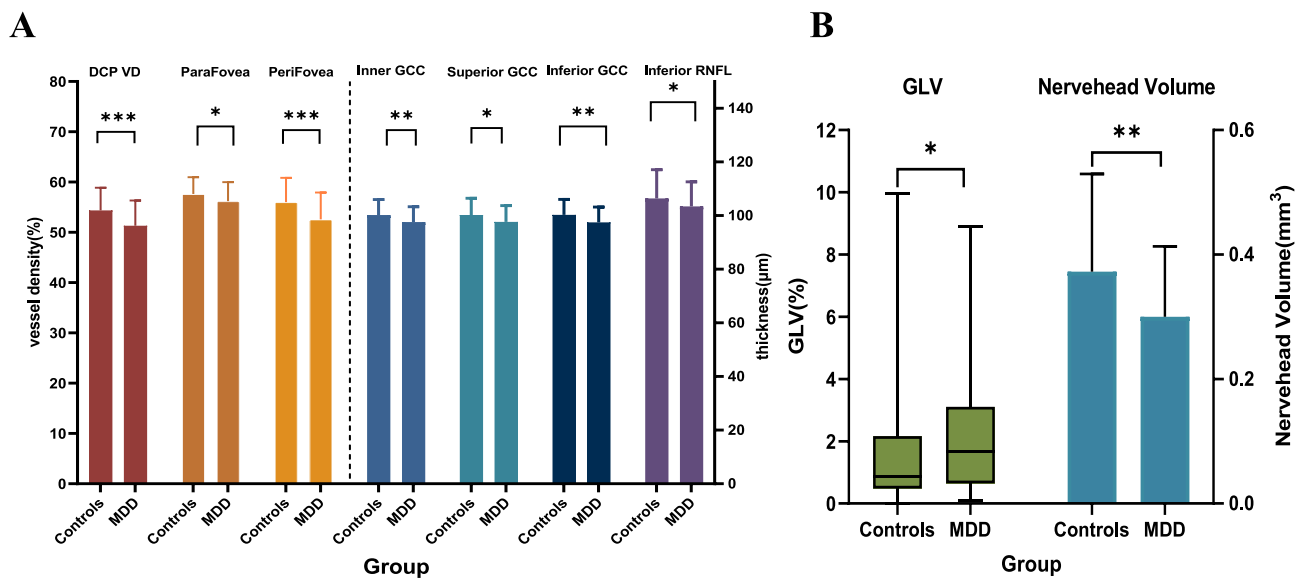 A
DCP VD
ParaFovea
PeriFovea
Inner GCC
Superior GCC
Inferior GCC
Inferior RNFL
***
*
***
**
*
**
*
vessel density(%)
80
70
60
50
40
30
20
10
0
thickness(μm)
140
120
100
80
60
40
20
0
Controls
MDD
Controls
MDD
Controls
MDD
Controls
MDD
Controls
MDD
Controls
MDD
Controls
MDD
Group
B
GLV
Nervehead Volume
*
**
GLV(%)
12
10
8
6
4
2
0
Nervehead Volume(mm³)
0.6
0.4
0.2
0.0
Controls
MDD
Controls
MDD
Group